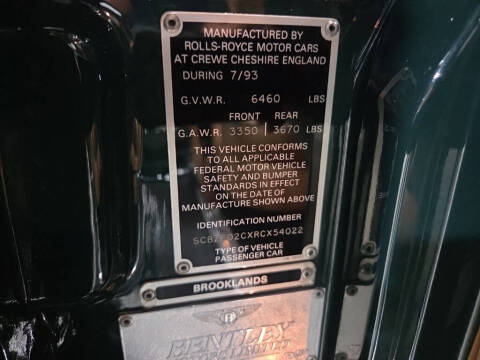 MANUFACTURED BY
ROLLS-ROYCE MOTOR CARS
AT CREWE CHESHIRE ENGLAND
DURING 7/93
G.V.W.R. 6460 LBS
FRONT REAR
G.A.W.R. 3350 | 3670 LBS
THIS VEHICLE CONFORMS
TO ALL APPLICABLE
FEDERAL MOTOR VEHICLE
SAFETY AND BUMPER
STANDARDS IN EFFECT
ON THE DATE OF
MANUFACTURE SHOWN ABOVE
IDENTIFICATION NUMBER
TYPE OF VEHICLE
PASSENGER CAR
BROOKLANDS
B
BENTLEY
LIMITED